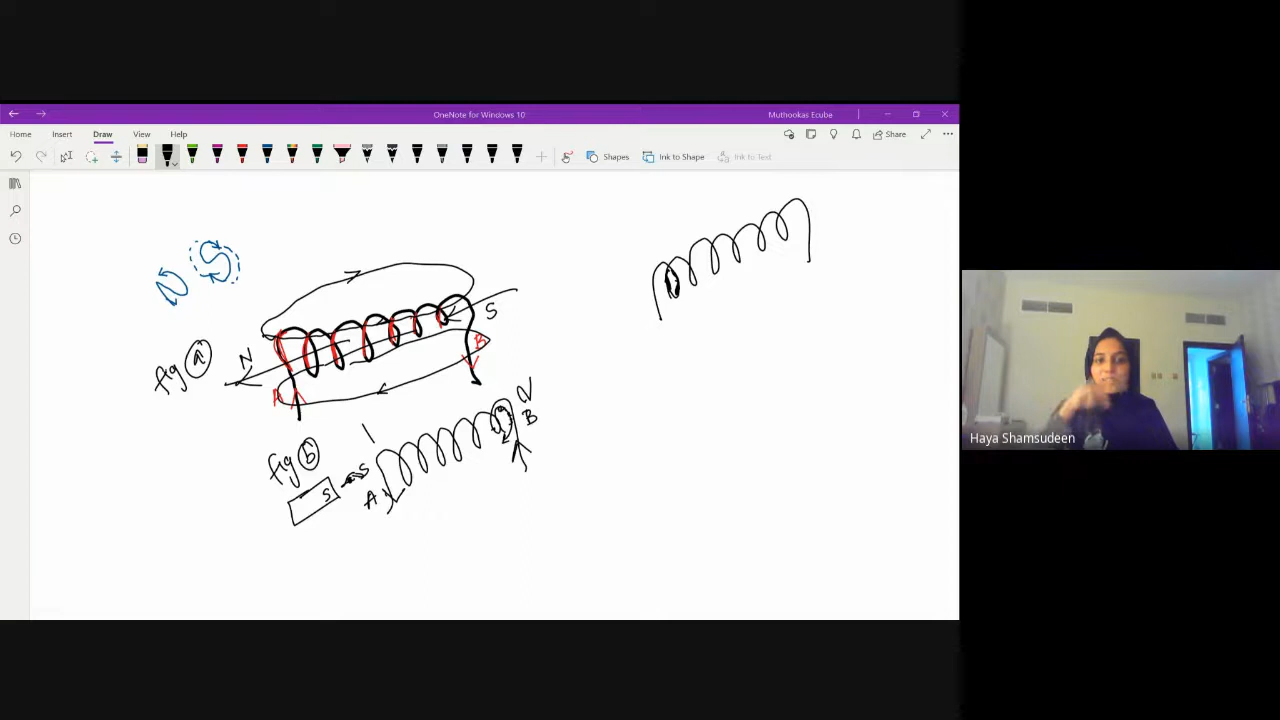 OneNote for Windows 10
Muthookas Ecube
Home Insert Draw View Help
Share
Shapes
Ink to Shape
Ink to Text
N S
S
N
fig a
B
A
N
B
fig b
S
S
A
Haya Shamsudeen